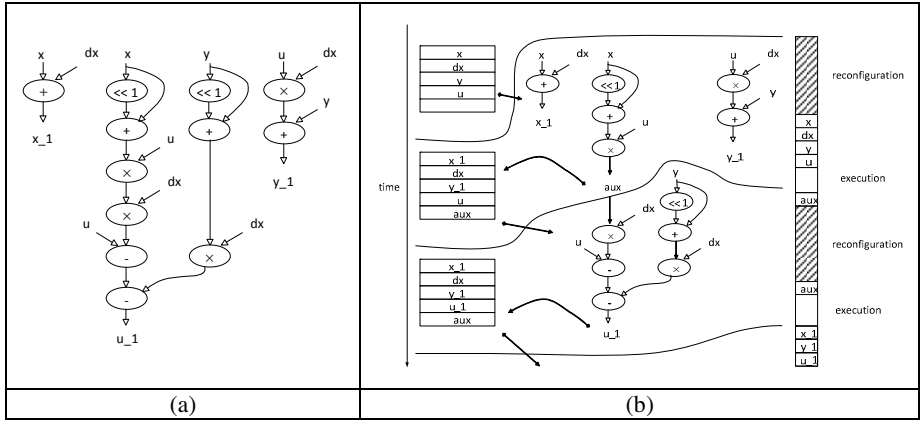 x dx x y u dx
+ << 1 << 1 ×
y
+ + +
x_1
u
×
y_1
dx
×
u dx
- ×
-
u_1
(a)
time
x
dx
y
u
x_1
dx
y_1
u
aux
x_1
dx
y_1
u_1
aux
x dx x u dx
+ << 1 ×
y
+ +
x_1
u
×
y_1
aux
y
<< 1
dx
× +
u dx
- ×
-
u_1
x
dx
y
u
aux
aux
x_1
y_1
u_1
reconfiguration
execution
reconfiguration
execution
(b)